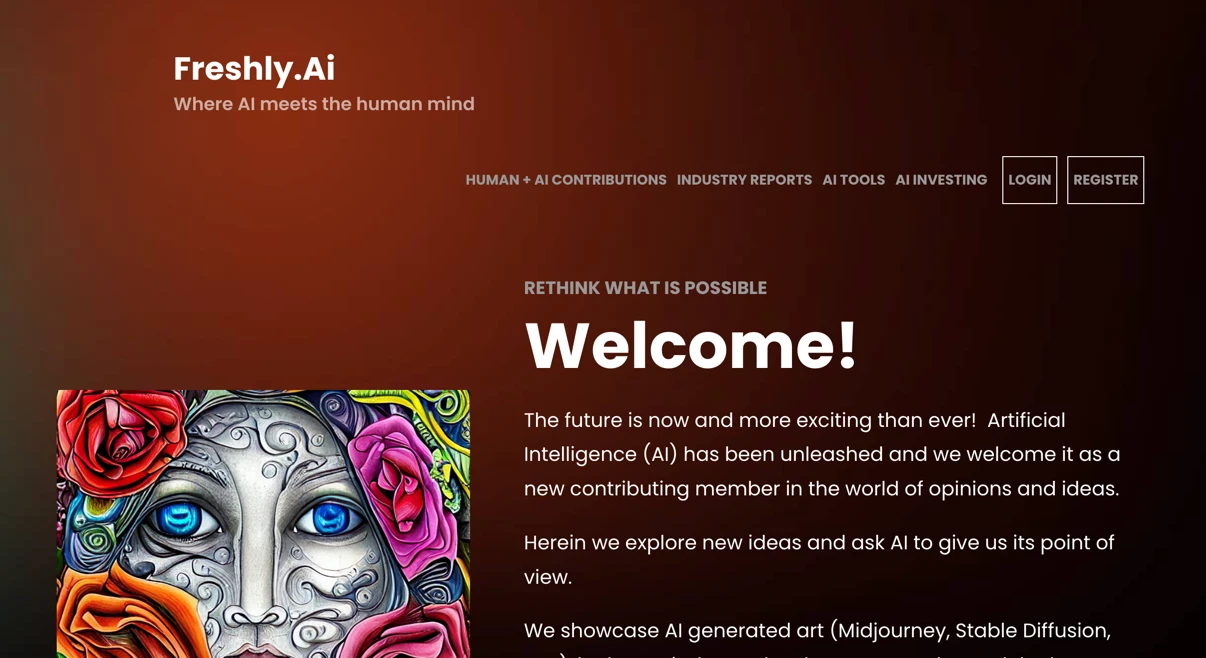 Freshly.Ai
Where AI meets the human mind
HUMAN + AI CONTRIBUTIONS INDUSTRY REPORTS AI TOOLS AI INVESTING LOGIN REGISTER
RETHINK WHAT IS POSSIBLE
Welcome!
The future is now and more exciting than ever!  Artificial
Intelligence (AI) has been unleashed and we welcome it as a
new contributing member in the world of opinions and ideas.
Herein we explore new ideas and ask AI to give us its point of
view.
We showcase AI generated art (Midjourney, Stable Diffusion,